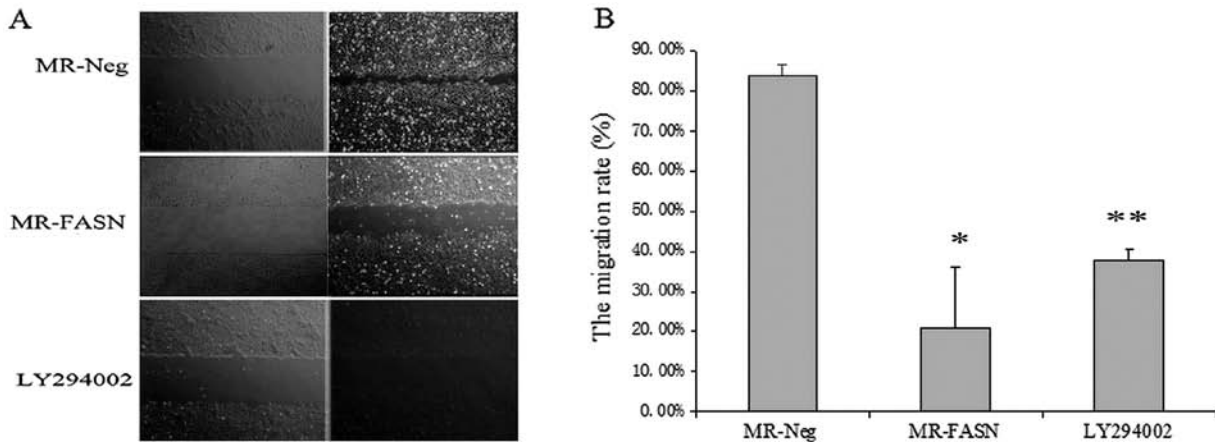 A
MR-Neg
MR-FASN
LY294002
B
The migration rate (%)
90.00%
80.00%
70.00%
60.00%
50.00%
40.00%
30.00%
20.00%
10.00%
0.00%
*
**
MR-Neg
MR-FASN
LY294002